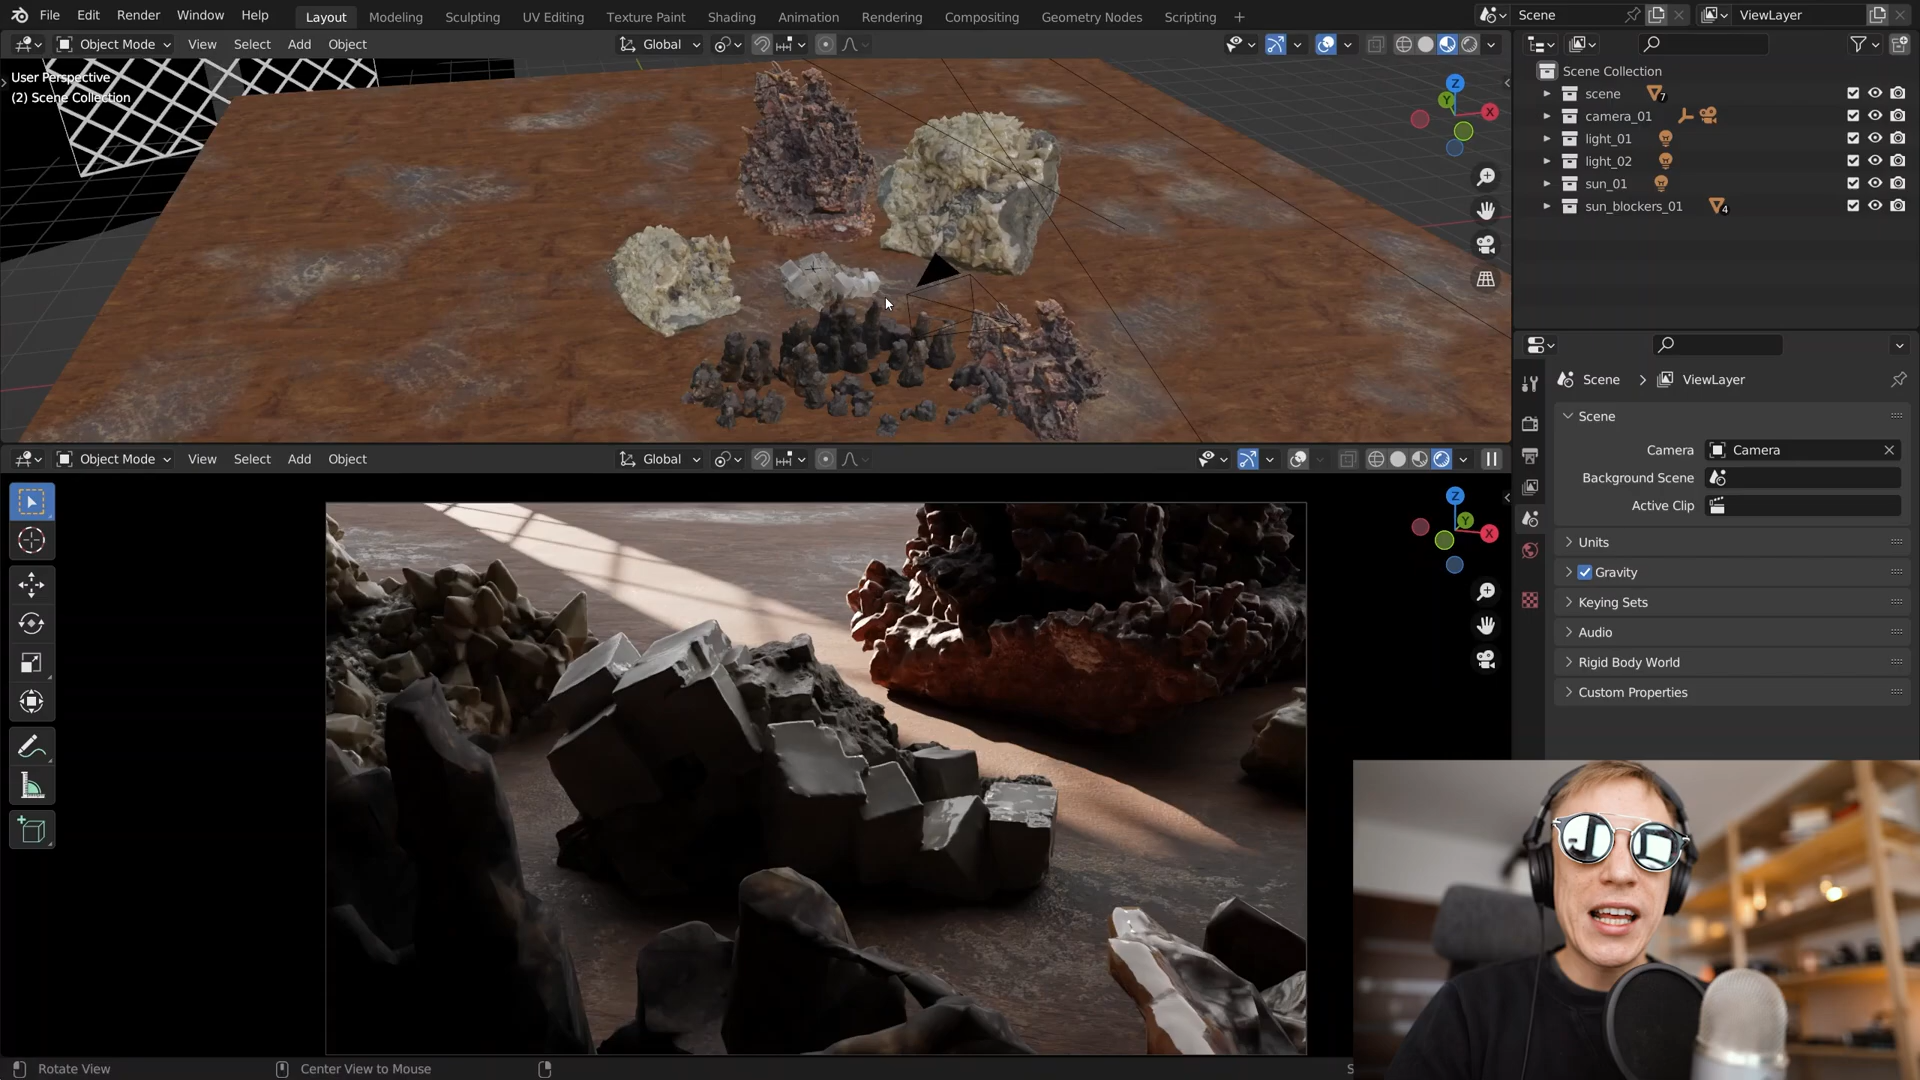 File Edit Render Window Help Layout Modeling Sculpting UV Editing Texture Paint Shading Animation Rendering Compositing Geometry Nodes Scripting + Scene ViewLayer
Object Mode View Select Add Object Global
User Perspective
(2) Scene Collection
Z
Y
X
Scene Collection
scene 7
camera_01
light_01
light_02
sun_01
sun_blockers_01 4
Scene > ViewLayer
Scene
Camera Camera
Background Scene
Active Clip
Units
Gravity
Keying Sets
Audio
Rigid Body World
Custom Properties
Object Mode View Select Add Object Global
Z
Y
X
Rotate View Center View to Mouse S